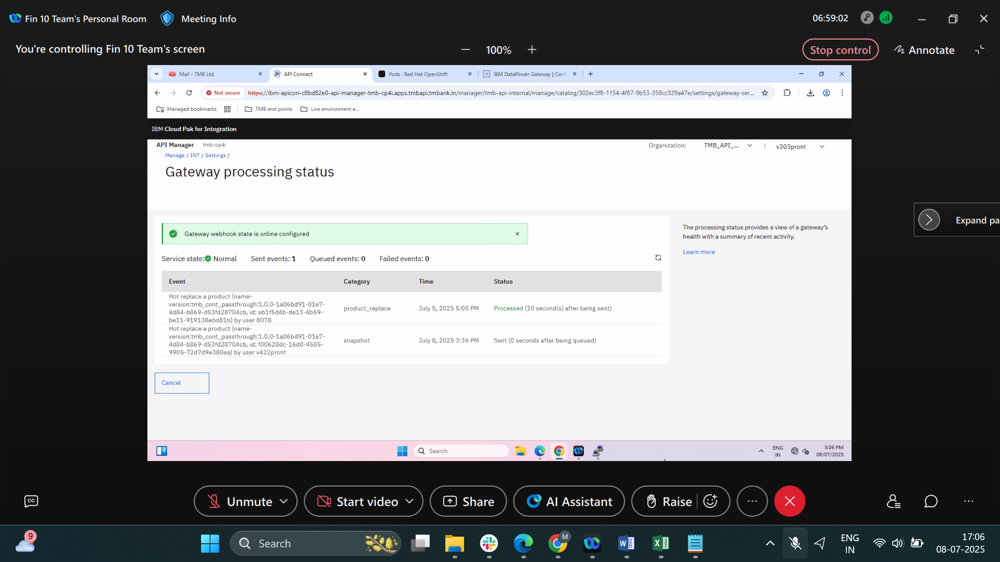 Fin 10 Team's Personal Room
Meeting Info
06:59:02
You're controlling Fin 10 Team's screen
100%
Stop control
Annotate
Mail - TMB Ltd.
API Connect
Pods · Red Hat OpenShift
IBM DataPower Gateway | Conf
Not secure
https://ibm-apicon-c8bd82e0-api-manager-tmb-cp4i.apps.tmbapi.tmbank.in/manager/tmb-api-internal/manage/catalog/302ec3f8-1154-4f87-9b53-358cc329a47e/settings/gateway-ser...
Managed bookmarks
TMB end points
Live environment e...
IBM Cloud Pak for Integration
API Manager
tmb-cp4i
Organization:
TMB_API_...
v303pront
Manage / INT / Settings /
Gateway processing status
Expand pa
Gateway webhook state is online configured
The processing status provides a view of a gateway's
health with a summary of recent activity.
Learn more
Service state: Normal
Sent events: 1
Queued events: 0
Failed events: 0
Event
Category
Time
Status
Hot replace a product (name-
version:tmb_cont_passthrough:1.0.0-1a06bd91-01e7-
4d84-b869-d53fd28704cb, id: eb1f5d4b-de13-4b59-
be11-919138ebd81b) by user 8078
product_replace
July 5, 2025 5:05 PM
Processed (10 second(s) after being sent)
Hot replace a product (name-
version:tmb_cont_passthrough:1.0.0-1a06bd91-01e7-
4d84-b869-d53fd28704cb, id: f00628dc-16d0-4505-
9905-72d7d9e380ea) by user v422pront
snapshot
July 8, 2025 3:36 PM
Sent (0 seconds after being queued)
Cancel
Search
ENG
IN
5:06 PM
08/07/2025
CC
Unmute
Start video
Share
AI Assistant
Raise
9
Search
M
ENG
IN
17:06
08-07-2025